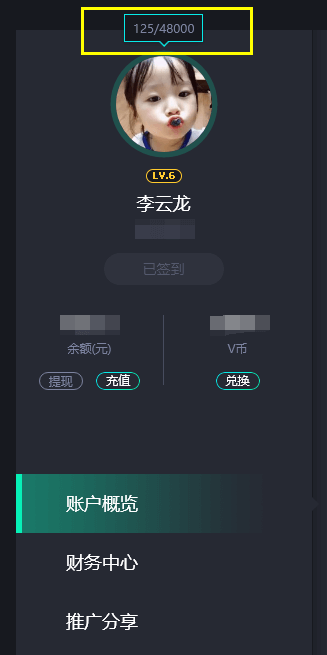 125/48000
LV.6
李云龙
已签到
余额(元)
V币
提现 充值 兑换
账户概览
财务中心
推广分享